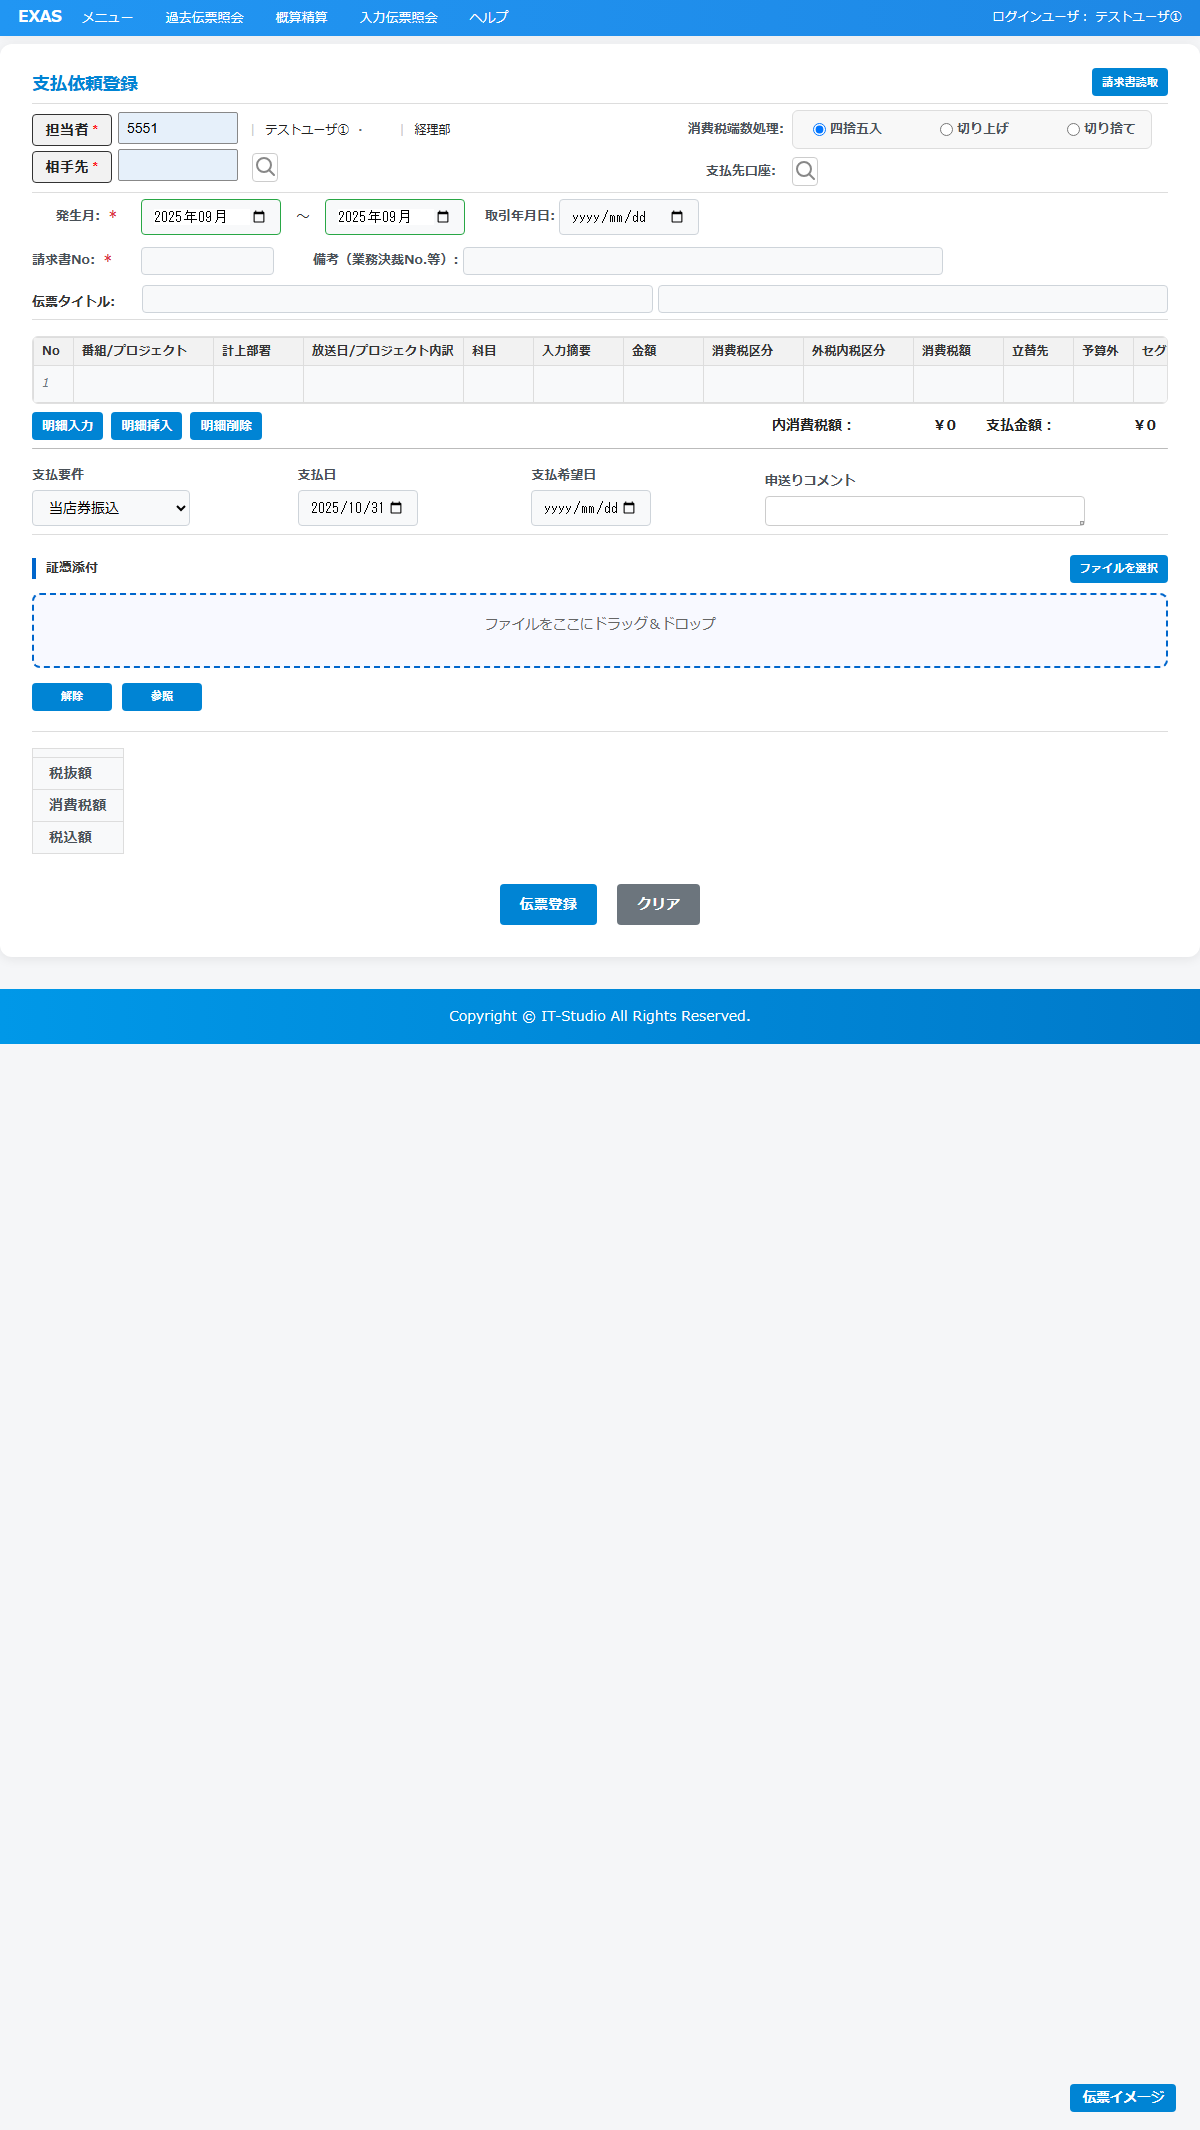 EXAS メニュー 過去伝票照会 概算精算 入力伝票照会 ヘルプ ログインユーザ： テストユーザ①
支払依頼登録 請求書読取
担当者 * 5551 | テストユーザ① ・ | 経理部 消費税端数処理: 四捨五入 切り上げ 切り捨て
相手先 * 支払先口座:
発生月: * 2025年09月 ～ 2025年09月 取引年月日: yyyy/mm/dd
請求書No: * 備考（業務決裁No.等）:
伝票タイトル:
No 番組/プロジェクト 計上部署 放送日/プロジェクト内訳 科目 入力摘要 金額 消費税区分 外税内税区分 消費税額 立替先 予算外 セグ
1
明細入力 明細挿入 明細削除 内消費税額： ¥0 支払金額： ¥0
支払要件 支払日 支払希望日 申送りコメント
当店券振込 2025/10/31 yyyy/mm/dd
証憑添付 ファイルを選択
ファイルをここにドラッグ＆ドロップ
解除 参照
税抜額
消費税額
税込額
伝票登録 クリア
Copyright © IT-Studio All Rights Reserved.
伝票イメージ